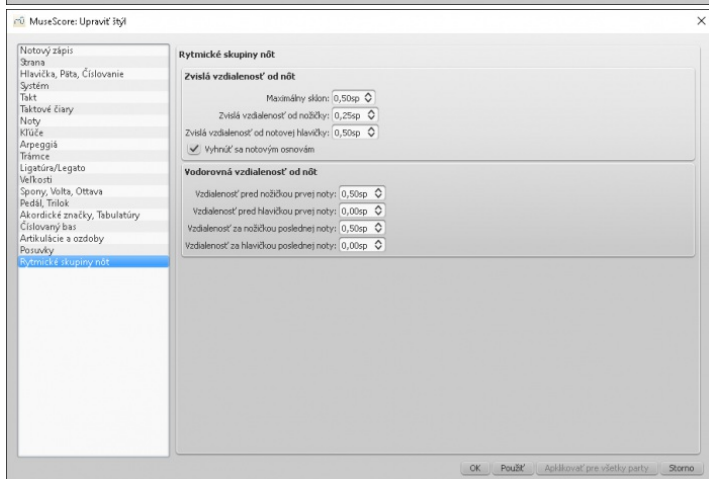 MuseScore: Upraviť štýl
Notový zápis
Strana
Hlavička, Päta, Číslovanie
Systém
Takt
Taktové čiary
Noty
Kľúče
Arpeggiá
Trámce
Ligatúra/Legato
Veľkosti
Spony, Volta, Ottava
Pedál, Trilok
Akordické značky, Tabulatúry
Číslovaný bas
Artikulácie a ozdoby
Posuvky
Rytmické skupiny nôt
Rytmické skupiny nôt
Zvislá vzdialenosť od nôt
Maximálny sklon: 0,50sp
Zvislá vzdialenosť od nožičky: 0,25sp
Zvislá vzdialenosť od notovej hlavičky: 0,50sp
Vyhnúť sa notovým osnovám
Vodorovná vzdialenosť od nôt
Vzdialenosť pred nožičkou prvej noty: 0,50sp
Vzdialenosť pred hlavičkou prvej noty: 0,00sp
Vzdialenosť za nožičkou poslednej noty: 0,50sp
Vzdialenosť za hlavičkou poslednej noty: 0,00sp
OK Použiť Aplikovať pre všetky party Storno